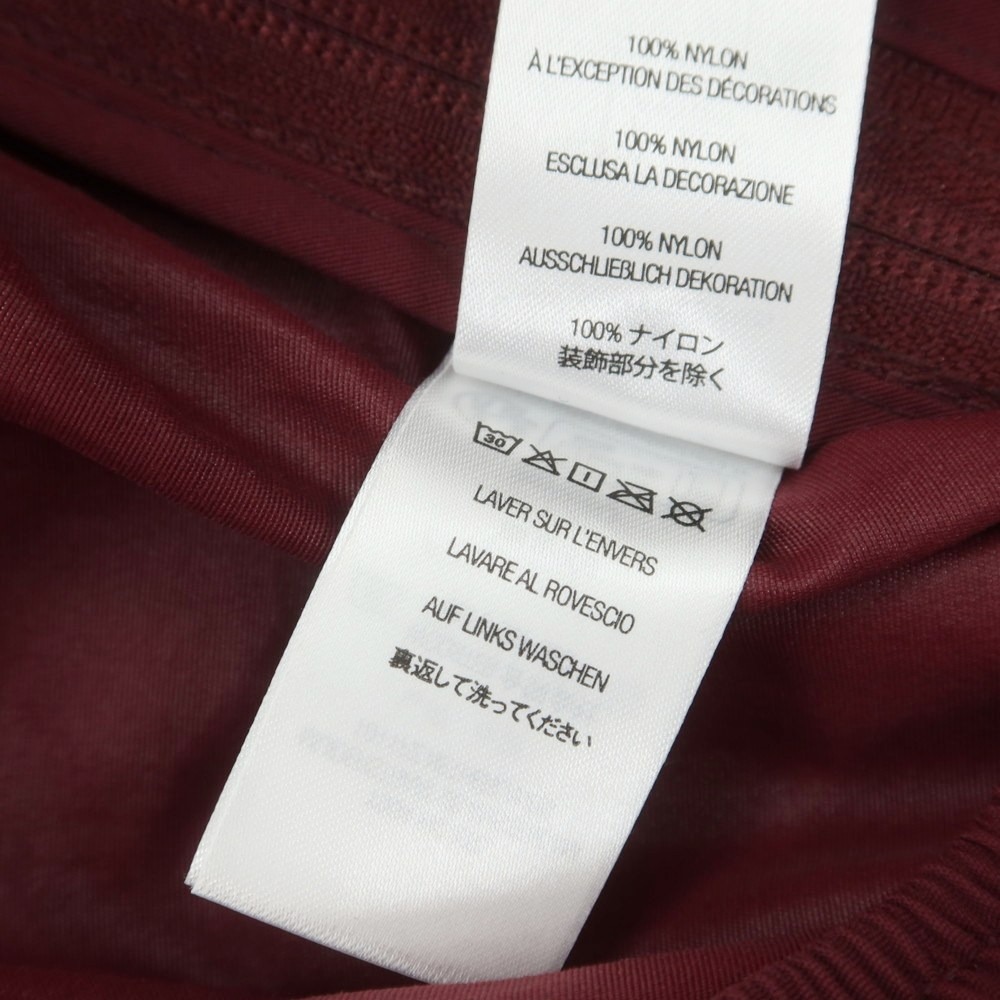 100% NYLON
À L'EXCEPTION DES DÉCORATIONS
100% NYLON
ESCLUSA LA DECORAZIONE
100% NYLON
AUSSCHLIEBLICH DEKORATION
100% ナイロン
装飾部分を除く
30
LAVER SUR L'ENVERS
LAVARE AL ROVESCIO
AUF LINKS WASCHEN
裏返して洗ってください